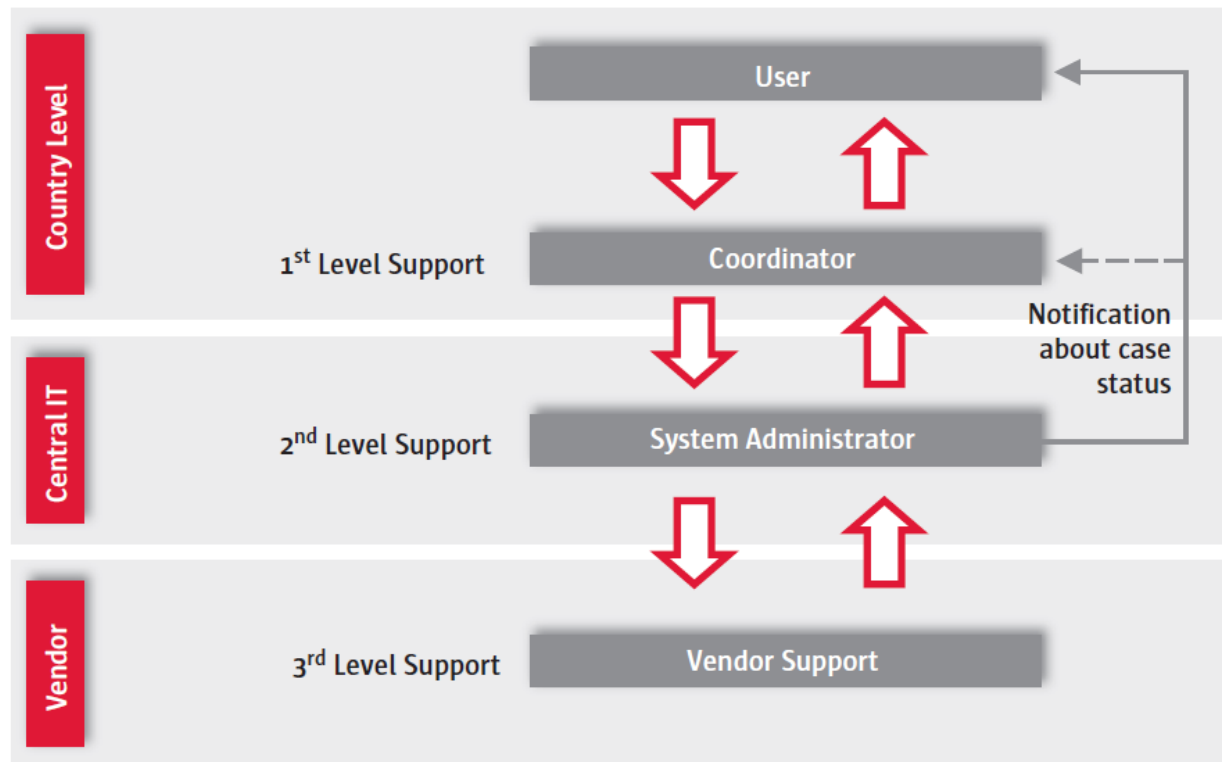 Country Level
User
1st Level Support
Coordinator
Notification
about case
status
Central IT
2nd Level Support
System Administrator
Vendor
3rd Level Support
Vendor Support